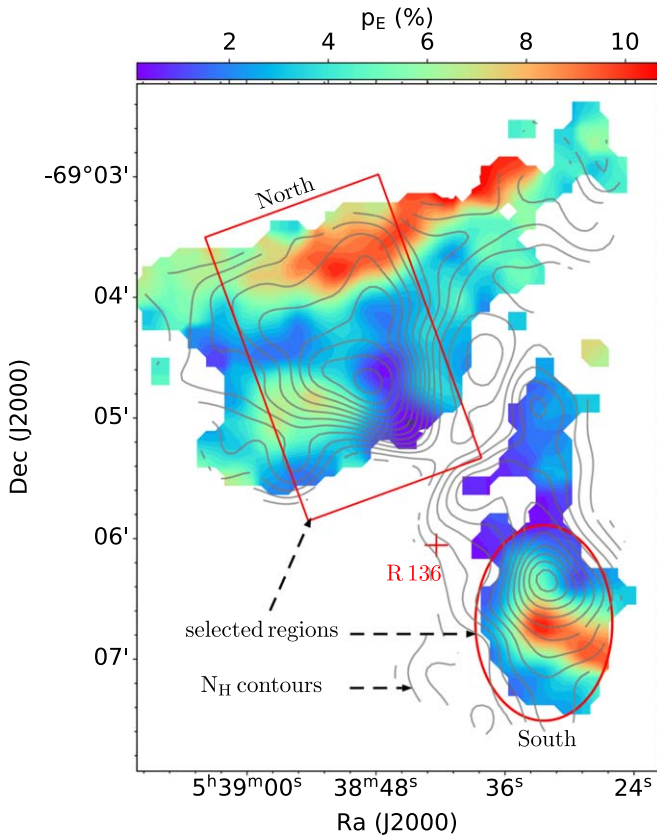 p_E (%)
2 4 6 8 10
North
-69°03'
04'
05'
06'
07'
Dec (J2000)
R 136
selected regions
N_H contours
South
5ʰ39ᵐ00ˢ 38ᵐ48ˢ 36ˢ 24ˢ
Ra (J2000)